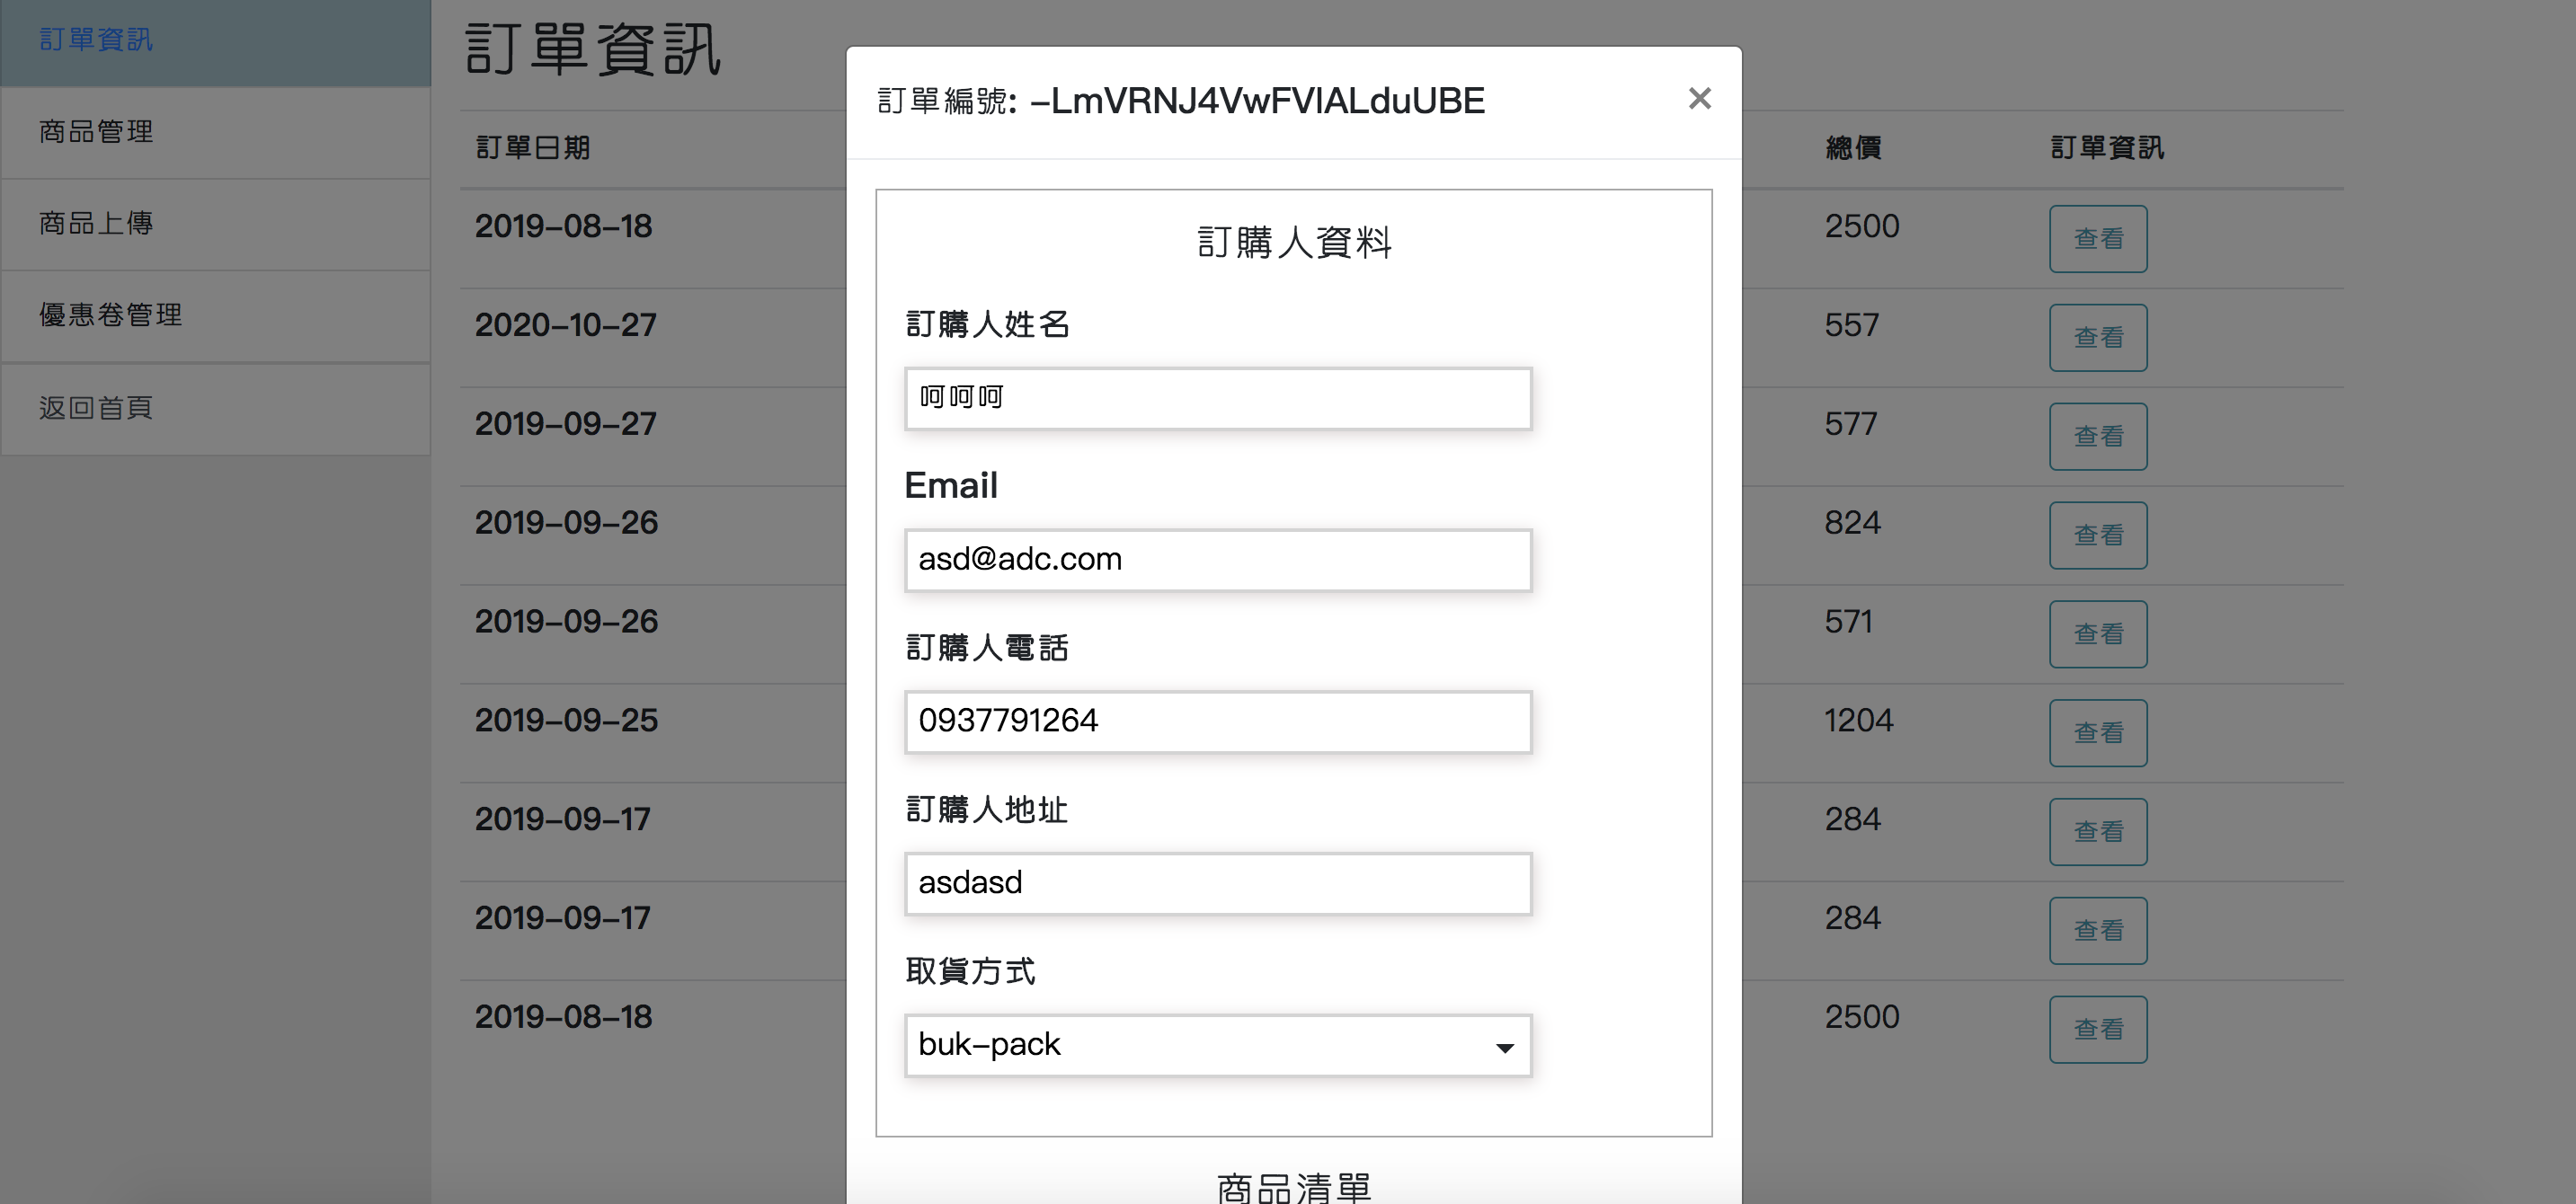 訂單資訊
商品管理
商品上傳
優惠卷管理
返回首頁
訂單資訊
訂單日期
總價
訂單資訊
2019-08-18
2500
查看
2020-10-27
557
查看
2019-09-27
577
查看
2019-09-26
824
查看
2019-09-26
571
查看
2019-09-25
1204
查看
2019-09-17
284
查看
2019-09-17
284
查看
2019-08-18
2500
查看
訂單編號: -LmVRNJ4VwFVlALduUBE
×
訂購人資料
訂購人姓名
呵呵呵
Email
asd@adc.com
訂購人電話
0937791264
訂購人地址
asdasd
取貨方式
buk-pack
商品清單